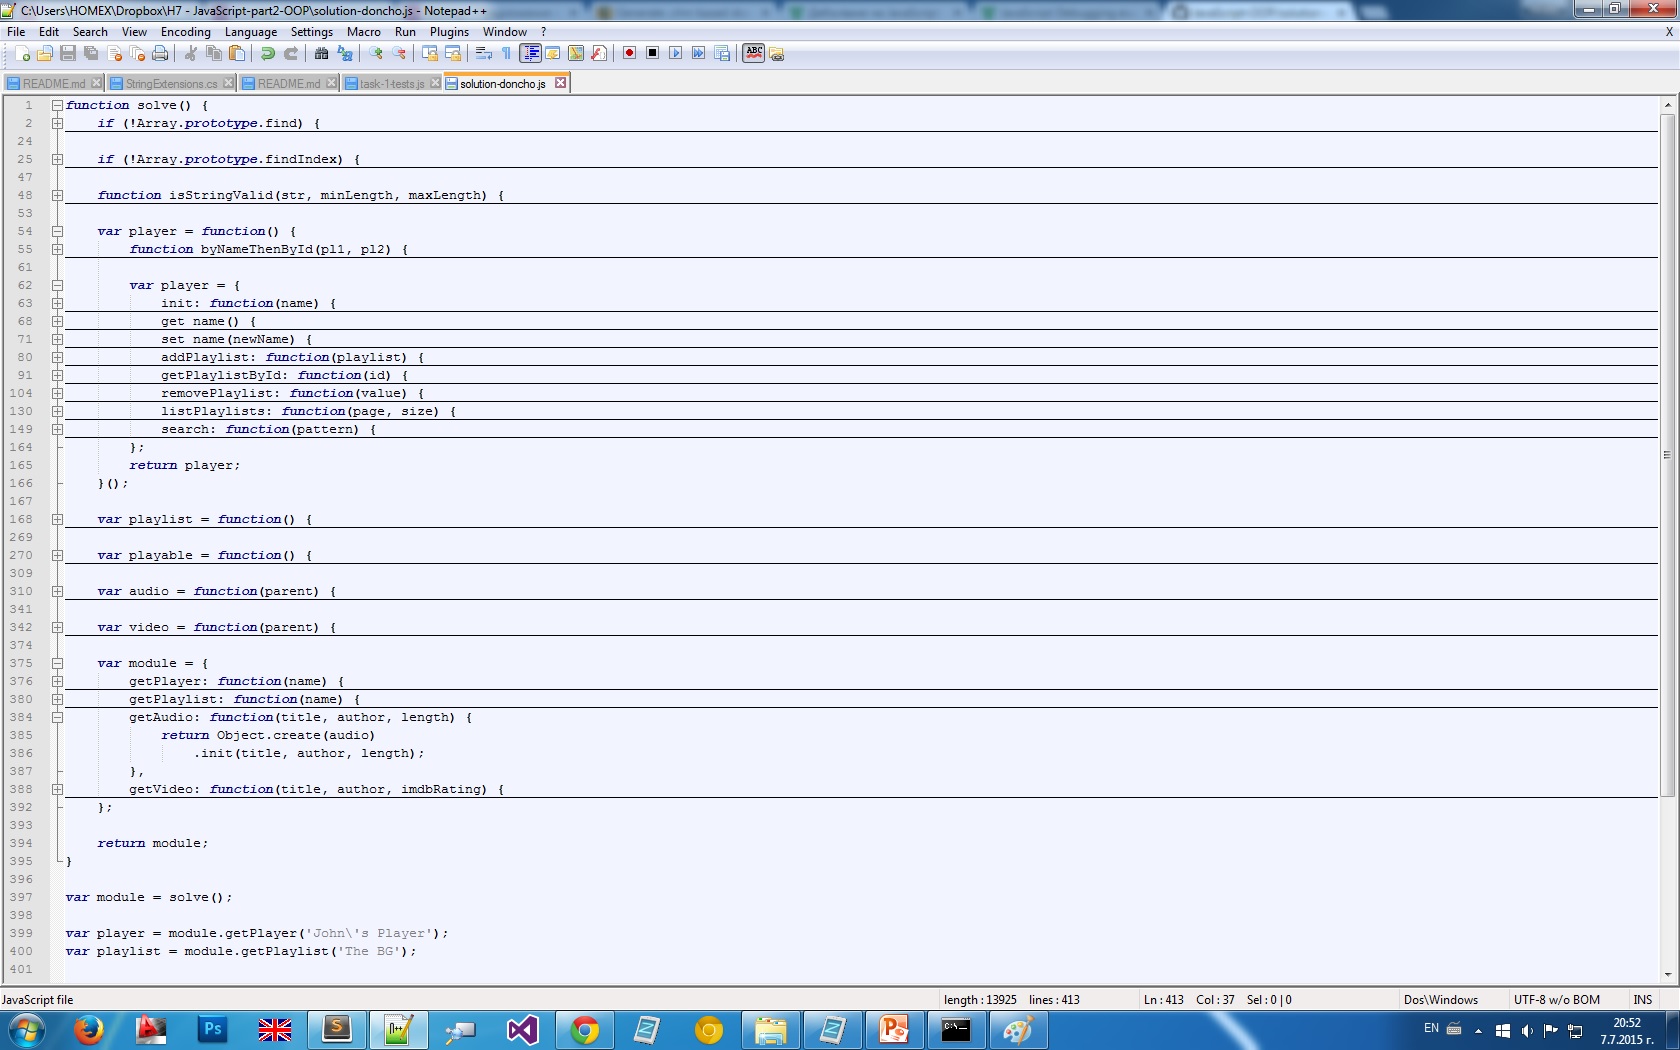 C:\Users\HOMEX\Dropbox\H7 - JavaScript-part2-OOP\solution-doncho.js - Notepad++
File Edit Search View Encoding Language Settings Macro Run Plugins Window ? X
README.md StringExtensions.cs README.md task-1-tests.js solution-doncho.js
1 function solve() {
2 if (!Array.prototype.find) {
24
25 if (!Array.prototype.findIndex) {
47
48 function isStringValid(str, minLength, maxLength) {
53
54 var player = function() {
55 function byNameThenById(pl1, pl2) {
61
62 var player = {
63 init: function(name) {
68 get name() {
71 set name(newName) {
80 addPlaylist: function(playlist) {
91 getPlaylistById: function(id) {
104 removePlaylist: function(value) {
130 listPlaylists: function(page, size) {
149 search: function(pattern) {
164 };
165 return player;
166 }();
167
168 var playlist = function() {
269
270 var playable = function() {
309
310 var audio = function(parent) {
341
342 var video = function(parent) {
374
375 var module = {
376 getPlayer: function(name) {
380 getPlaylist: function(name) {
384 getAudio: function(title, author, length) {
385 return Object.create(audio)
386 .init(title, author, length);
387 },
388 getVideo: function(title, author, imdbRating) {
392 };
393
394 return module;
395 }
396
397 var module = solve();
398
399 var player = module.getPlayer('John\'s Player');
400 var playlist = module.getPlaylist('The BG');
401
JavaScript file length : 13925 lines : 413 Ln : 413 Col : 37 Sel : 0 | 0 Dos\Windows UTF-8 w/o BOM INS
EN 20:52
7.7.2015 г.